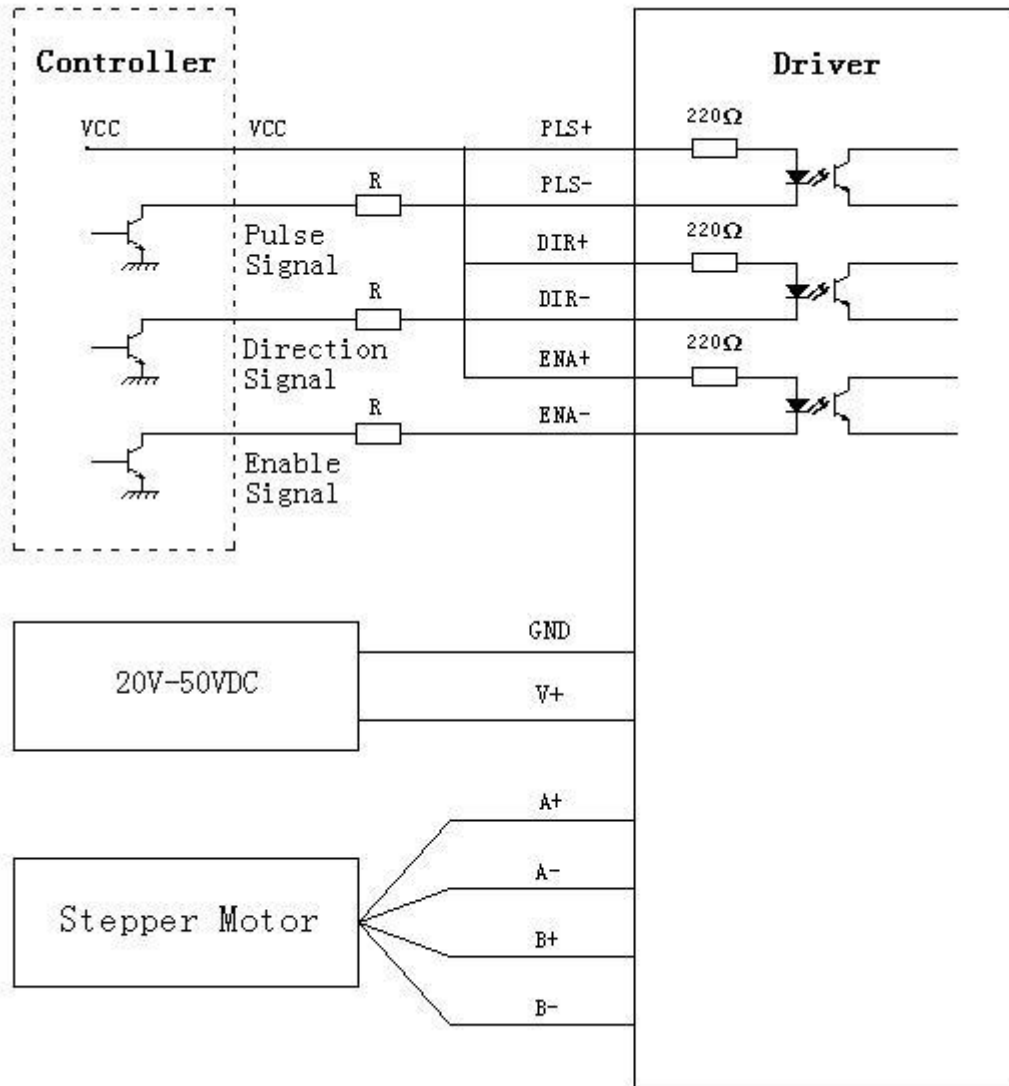 Controller
Driver
VCC
VCC
PLS+
220Ω
R
PLS-
Pulse
Signal
DIR+
220Ω
R
DIR-
Direction
Signal
ENA+
220Ω
R
ENA-
Enable
Signal
GND
20V-50VDC
V+
A+
A-
Stepper Motor
B+
B-